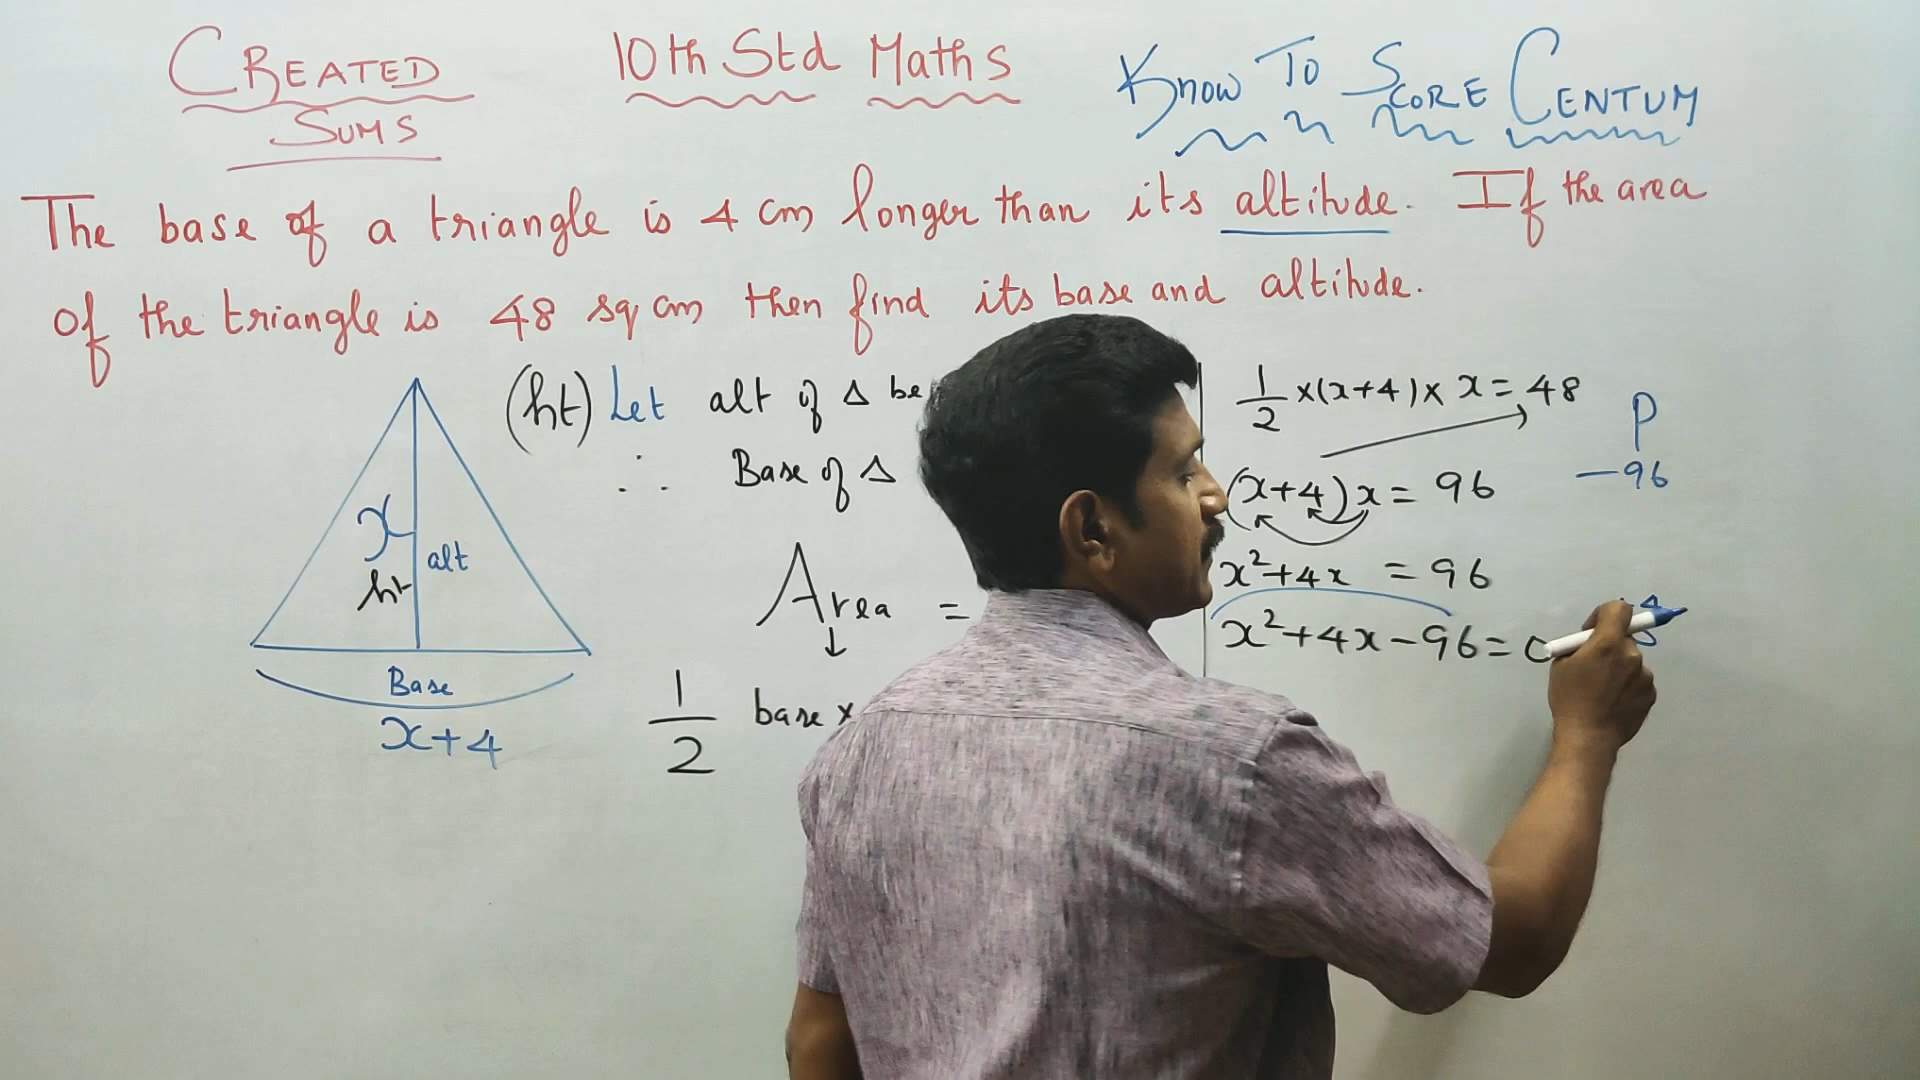 CREATED
SUMS
10th Std Maths
KNOW TO SCORE CENTUM
The base of a triangle is 4 cm longer than its altitude. If the area
of the triangle is 48 sq cm then find its base and altitude.
x
ht
alt
Base
x+4
(ht) Let alt of Δ be
∴ Base of Δ
Area =
1/2 base x
1/2 ×(x+4)× x = 48
(x+4)x = 96
x²+4x = 96
x²+4x-96=0
P
-96